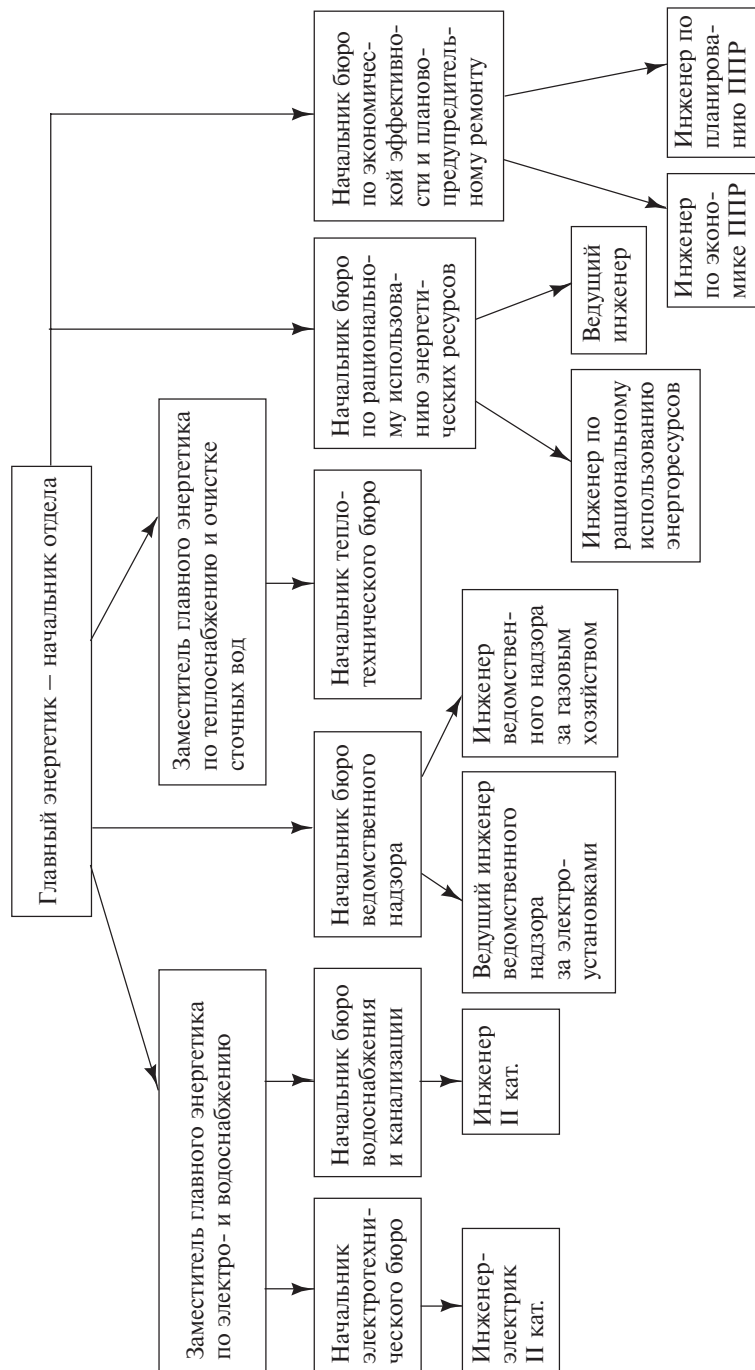 Главный энергетик – начальник отдела
Заместитель главного энергетика
по электро- и водоснабжению
Заместитель главного энергетика
по теплоснабжению и очистке
сточных вод
Начальник
электротехни-
ческого бюро
Начальник бюро
водоснабжения
и канализации
Начальник бюро
ведомственного
надзора
Начальник тепло-
технического бюро
Начальник бюро
по рационально-
му использова-
нию энергети-
ческих ресурсов
Начальник бюро
по экономичес-
кой эффективно-
сти и планово-
предупредитель-
ному ремонту
Инженер-
электрик
II кат.
Инженер
II кат.
Ведущий инженер
ведомственного
надзора
за электро-
установками
Инженер
ведомствен-
ного надзора
за газовым
хозяйством
Инженер по
рациональному
использованию
энергоресурсов
Ведущий
инженер
Инженер
по эконо-
мике ППР
Инженер по
планирова-
нию ППР